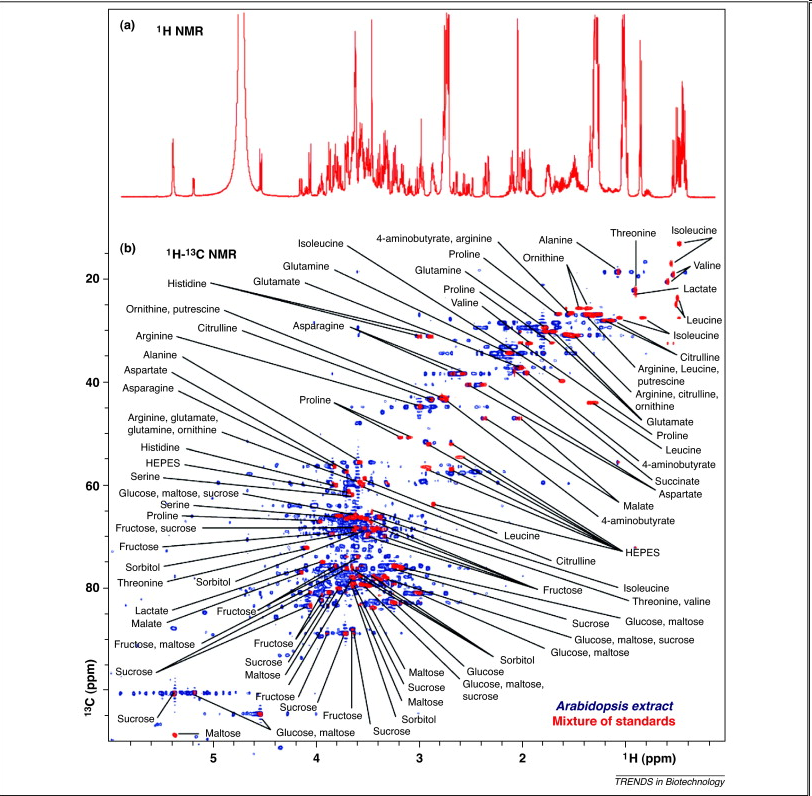 (a)
¹H NMR
(b)
¹H-¹³C NMR
Isoleucine
4-aminobutyrate, arginine
Alanine
Threonine
Isoleucine
Proline
Ornithine
Glutamine
Glutamine
Valine
Histidine
Glutamate
Proline
Lactate
Valine
Ornithine, putrescine
Asparagine
Leucine
Citrulline
Isoleucine
Arginine
Citrulline
Alanine
Arginine, Leucine,
putrescine
Aspartate
Arginine, citrulline,
ornithine
Asparagine
Proline
Glutamate
Arginine, glutamate,
glutamine, ornithine
Proline
Histidine
Leucine
HEPES
4-aminobutyrate
Serine
Succinate
Glucose, maltose, sucrose
Aspartate
Serine
Malate
Proline
4-aminobutyrate
Fructose, sucrose
Leucine
Fructose
HEPES
Citrulline
Sorbitol
Threonine
Sorbitol
Fructose
Isoleucine
Threonine, valine
Lactate
Fructose
Malate
Sucrose
Glucose, maltose
Fructose, maltose
Fructose
Glucose, maltose, sucrose
Glucose, maltose
Sucrose
Sucrose
Maltose
Sorbitol
Maltose
Glucose
Sucrose
Glucose, maltose,
sucrose
Fructose
Sucrose
Maltose
Fructose
Sorbitol
Sucrose
Sucrose
Maltose
Glucose, maltose
Arabidopsis extract
Mixture of standards
20
40
60
80
¹³C (ppm)
5
4
3
2
¹H (ppm)
TRENDS in Biotechnology